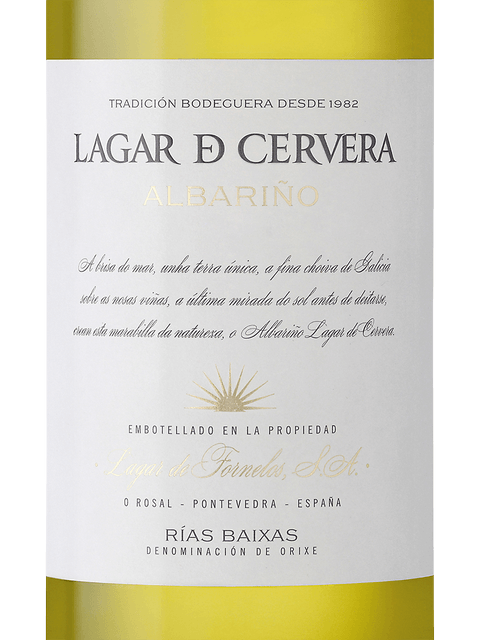 TRADICIÓN BODEGUERA DESDE 1982
LAGAR D CERVERA
ALBARIÑO
A brisa do mar, unha terra única, a fina choiva de Galicia
sobre as nosas viñas, a última mirada do sol antes de deitarse,
crean esta marabilla da natureza, o Albariño Lagar de Cervera.
EMBOTELLADO EN LA PROPIEDAD
· Lagar de Fornelos, S.A. ·
O ROSAL - PONTEVEDRA - ESPAÑA
RÍAS BAIXAS
DENOMINACIÓN DE ORIXE